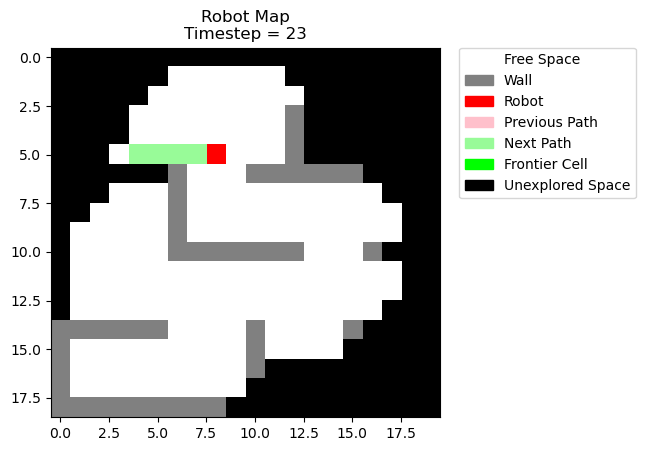 Robot Map
Timestep = 23
0.0
2.5
5.0
7.5
10.0
12.5
15.0
17.5
0.0
2.5
5.0
7.5
10.0
12.5
15.0
17.5
Free Space
Wall
Robot
Previous Path
Next Path
Frontier Cell
Unexplored Space